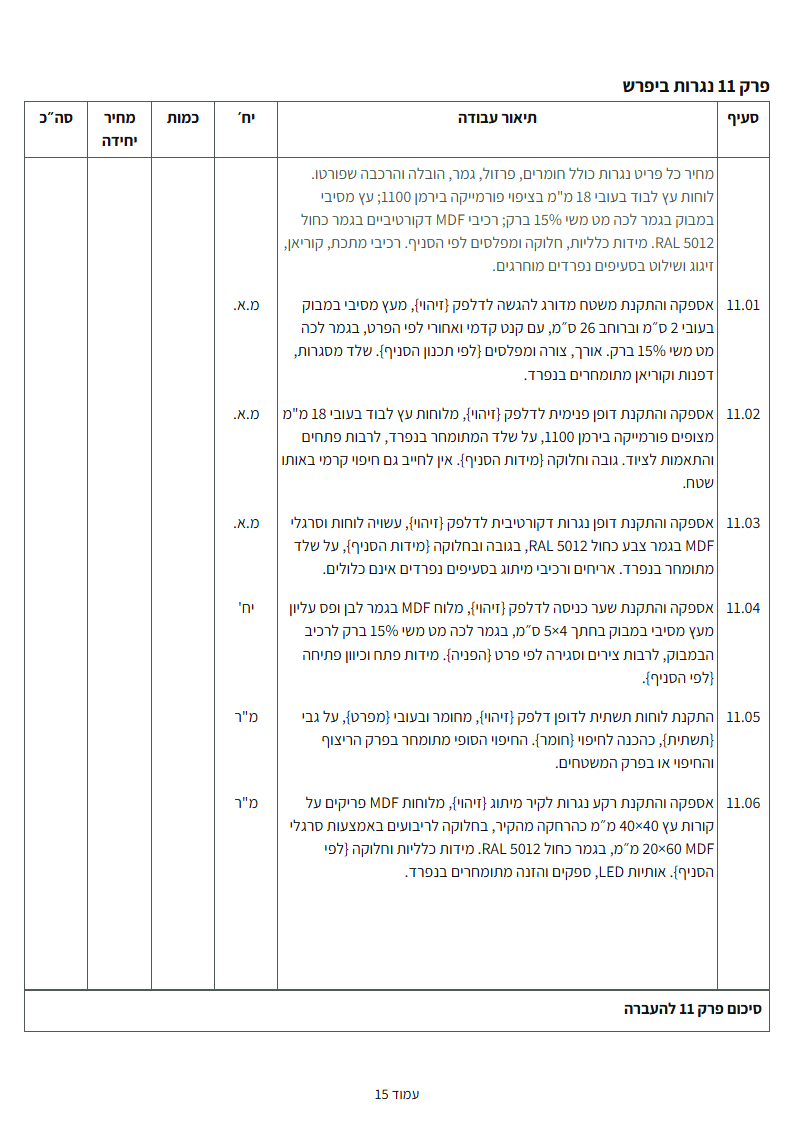 פרק 11 נגרות ביפרש
סעיף תיאור עבודה יח׳ כמות מחיר יחידה סה״כ
מחיר כל פריט נגרות כולל חומרים, פרזול, גמר, הובלה והרכבה שפורטו.
לוחות עץ לבוד בעובי 18 מ"מ בציפוי פורמייקה בירמן 1100; עץ מסיבי
במבוק בגמר לכה מט משי 15% ברק; רכיבי MDF דקורטיביים בגמר כחול
RAL 5012. מידות כלליות, חלוקה ומפלסים לפי הסניף. רכיבי מתכת, קוריאן,
זיגוג ושילוט בסעיפים נפרדים מוחרגים.
11.01 אספקה והתקנת משטח מדורג להגשה לדלפק {זיהוי}, מעץ מסיבי במבוק מ.א.
בעובי 2 ס״מ וברוחב 26 ס״מ, עם קנט קדמי ואחורי לפי הפרט, בגמר לכה
מט משי 15% ברק. אורך, צורה ומפלסים {לפי תכנון הסניף}. שלד מסגרות,
דפנות וקוריאן מתומחרים בנפרד.
11.02 אספקה והתקנת דופן פנימית לדלפק {זיהוי}, מלוחות עץ לבוד בעובי 18 מ"מ מ.א.
מצופים פורמייקה בירמן 1100, על שלד המתומחר בנפרד, לרבות פתחים
והתאמות לציוד. גובה וחלוקה {מידות הסניף}. אין לחייב גם חיפוי קרמי באותו
שטח.
11.03 אספקה והתקנת דופן נגרות דקורטיבית לדלפק {זיהוי}, עשויה לוחות וסרגלי מ.א.
MDF בגמר צבע כחול RAL 5012, בגובה ובחלוקה {מידות הסניף}, על שלד
מתומחר בנפרד. אריחים ורכיבי מיתוג בסעיפים נפרדים אינם כלולים.
11.04 אספקה והתקנת שער כניסה לדלפק {זיהוי}, מלוח MDF בגמר לבן ופס עליון יח'
מעץ מסיבי במבוק בחתך 4×5 ס״מ, בגמר לכה מט משי 15% ברק לרכיב
הבמבוק, לרבות צירים וסגירה לפי פרט {הפניה}. מידות פתח וכיוון פתיחה
{לפי הסניף}.
11.05 התקנת לוחות תשתית לדופן דלפק {זיהוי}, מחומר ובעובי {מפרט}, על גבי מ"ר
{תשתית}, כהכנה לחיפוי {חומר}. החיפוי הסופי מתומחר בפרק הריצוף
והחיפוי או בפרק המשטחים.
11.06 אספקה והתקנת רקע נגרות לקיר מיתוג {זיהוי}, מלוחות MDF פריקים על מ"ר
קורות עץ 40×40 מ״מ כהרחקה מהקיר, בחלוקה לריבועים באמצעות סרגלי
MDF 20×60 מ״מ, בגמר כחול RAL 5012. מידות כלליות וחלוקה {לפי
הסניף}. אותיות LED, ספקים והזנה מתומחרים בנפרד.
סיכום פרק 11 להעברה
עמוד 15